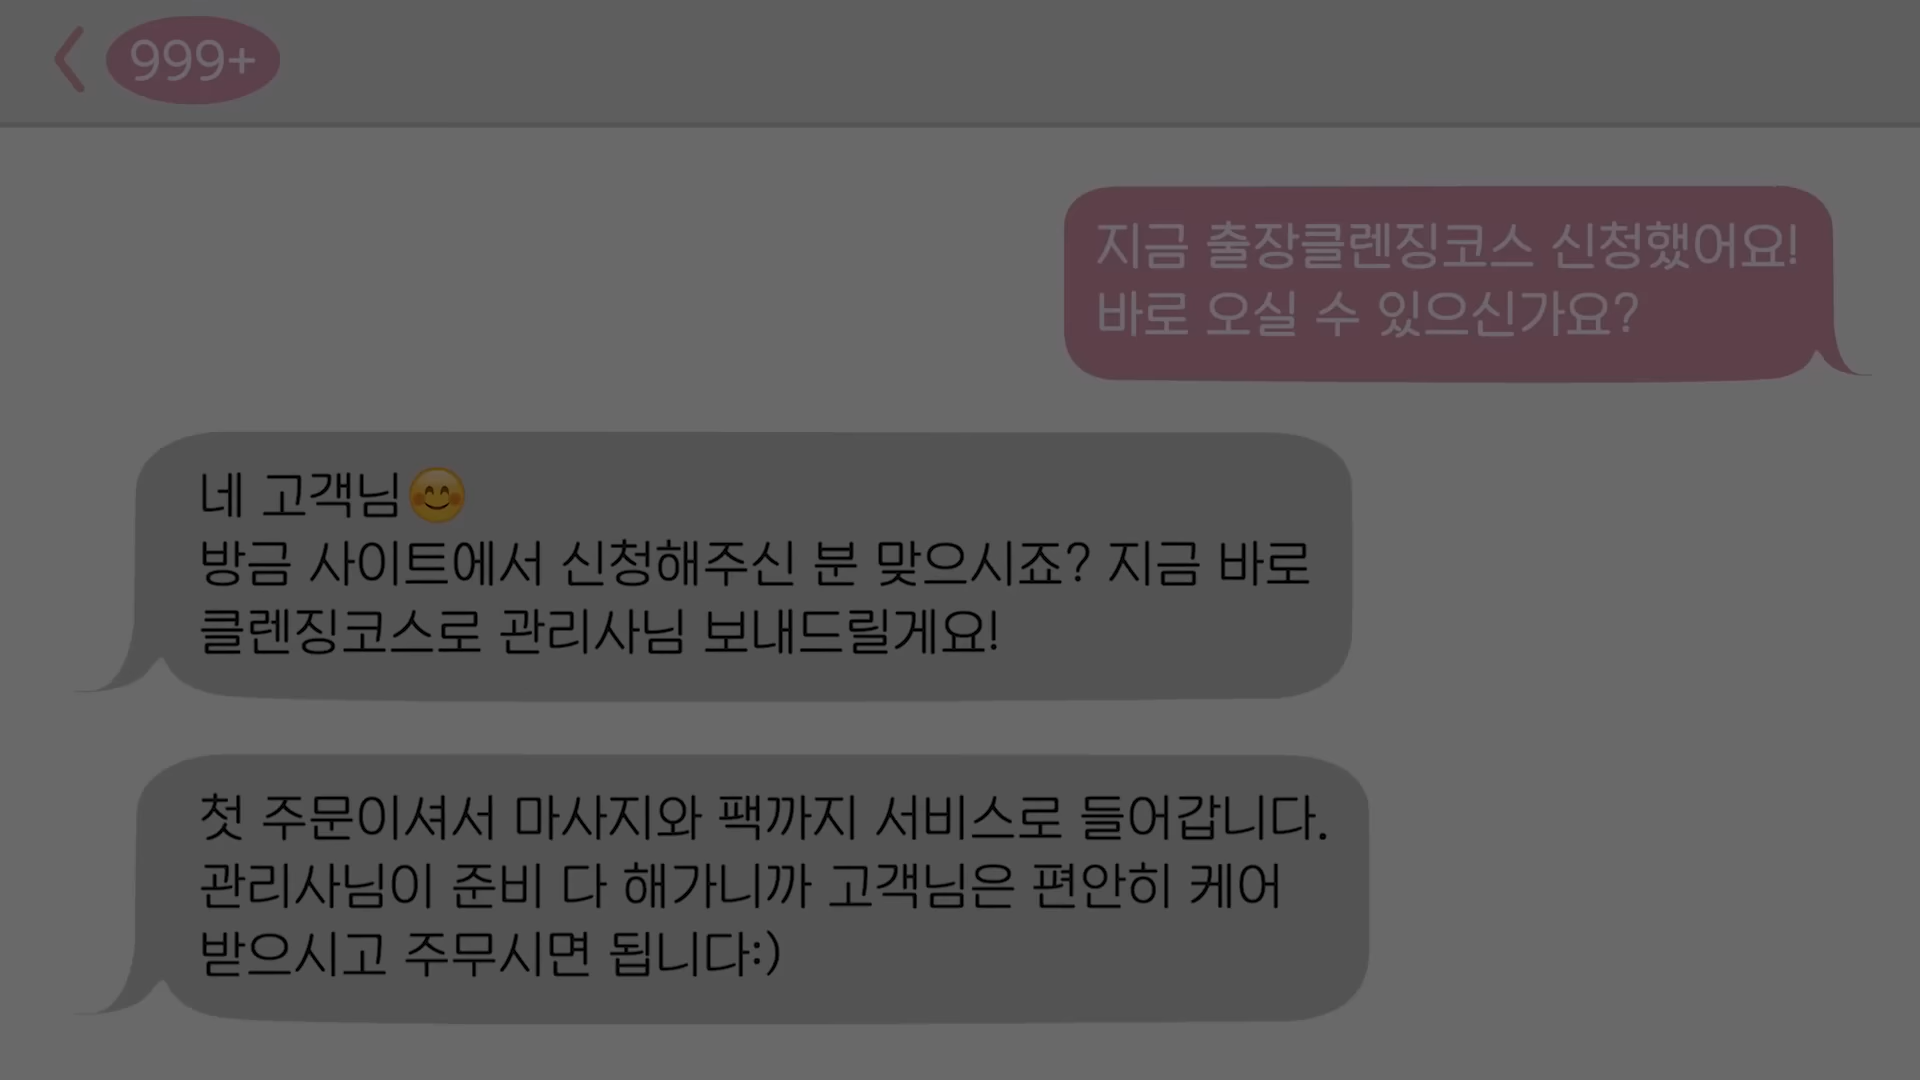 999+
지금 출장클렌징코스 신청했어요!
바로 오실 수 있으신가요?
네 고객님😊
방금 사이트에서 신청해주신 분 맞으시죠? 지금 바로
클렌징코스로 관리사님 보내드릴게요!
첫 주문이셔서 마사지와 팩까지 서비스로 들어갑니다.
관리사님이 준비 다 해가니까 고객님은 편안히 케어
받으시고 주무시면 됩니다:)